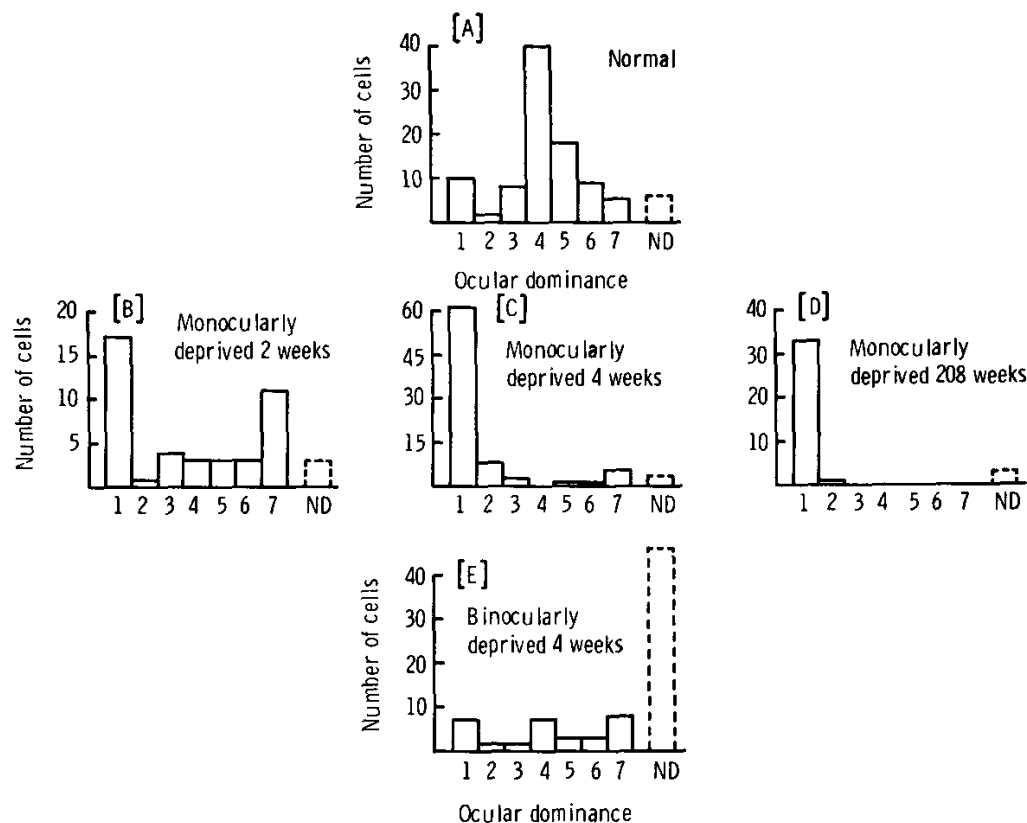 [A]
Normal
Number of cells
40
30
20
10
1 2 3 4 5 6 7 ND
Ocular dominance
[B]
Monocularly
deprived 2 weeks
Number of cells
20
15
10
5
1 2 3 4 5 6 7 ND
[C]
Monocularly
deprived 4 weeks
60
45
30
15
1 2 3 4 5 6 7 ND
[D]
Monocularly
deprived 208 weeks
40
30
20
10
1 2 3 4 5 6 7 ND
[E]
Binocularly
deprived 4 weeks
Number of cells
40
30
20
10
1 2 3 4 5 6 7 ND
Ocular dominance